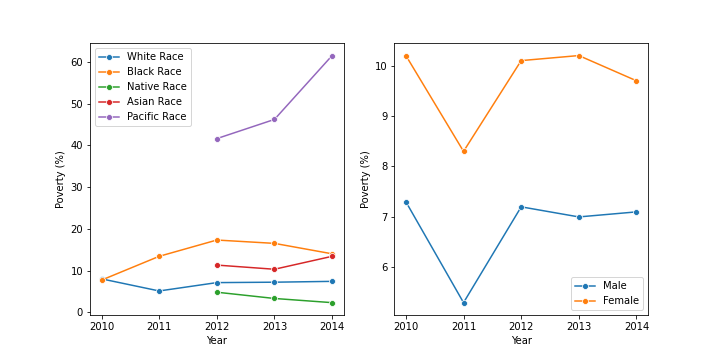 White Race
Black Race
Native Race
Asian Race
Pacific Race
60
50
40
30
20
10
0
Poverty (%)
2010 2011 2012 2013 2014
Year
10
9
8
7
6
Poverty (%)
Male
Female
2010 2011 2012 2013 2014
Year